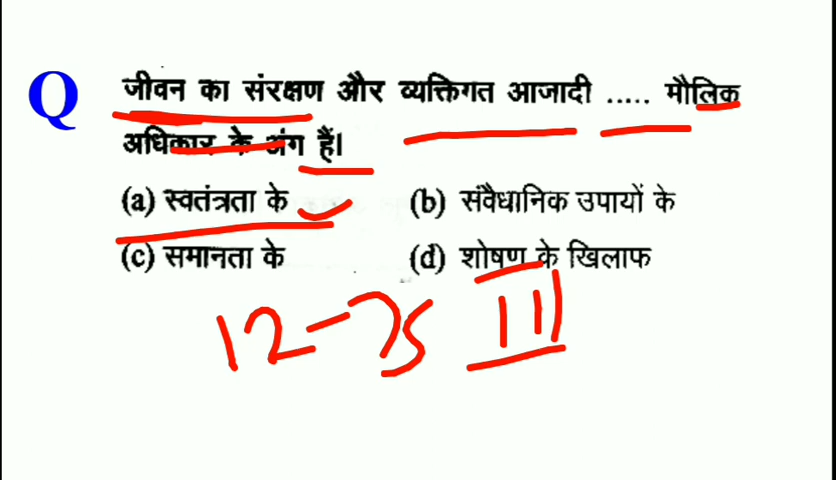 Q जीवन का संरक्षण और व्यक्तिगत आजादी ..... मौलिक
अधिकार के अंग हैं।
(a) स्वतंत्रता के (b) संवैधानिक उपायों के
(c) समानता के (d) शोषण के खिलाफ
12-35 III